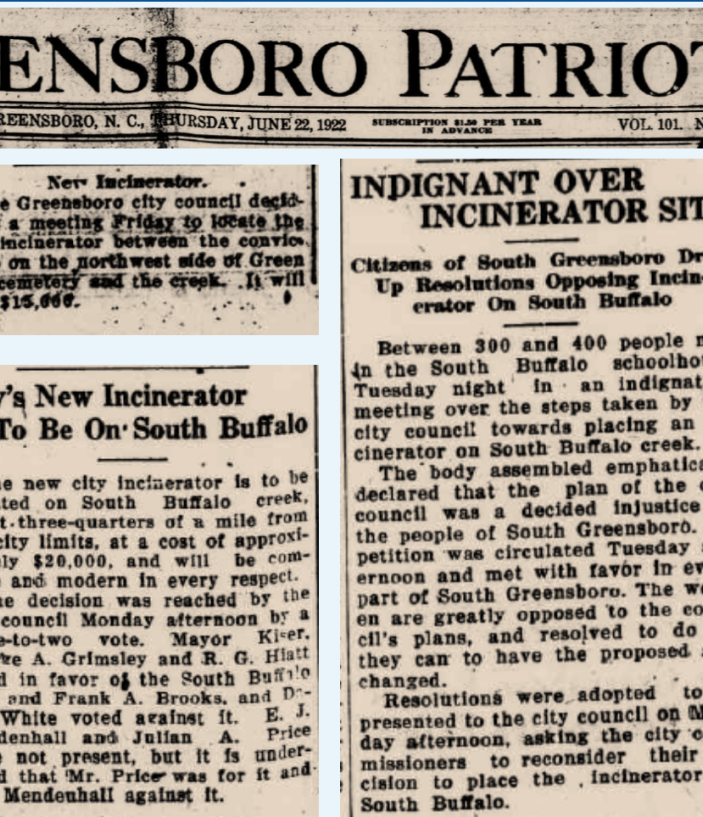 ENSBORO PATRIO
REENSBORO, N. C., THURSDAY, JUNE 22, 1922 SUBSCRIPTION $1.50 PER YEAR IN ADVANCE VOL. 101. N
New Incinerator.
e Greensboro city council decid-
a meeting Friday to locate the
incinerator between the convic
on the northwest side of Green
cemetery and the creek. It will
$15,000.
y's New Incinerator
To Be On South Buffalo
e new city incinerator is to be
ted on South Buffalo creek,
t three-quarters of a mile from
city limits, at a cost of approxi-
ly $20,000, and will be com-
and modern in every respect.
e decision was reached by the
council Monday afternoon by a
e-to-two vote. Mayor Kiser,
A. Grimsley and R. G. Hiatt
d in favor of the South Buffalo
and Frank A. Brooks, and
White voted against it. E. J.
denhall and Julian A. Price
not present, but it is under-
d that Mr. Price was for it and
Mendenhall against it.
INDIGNANT OVER
INCINERATOR SIT
Citizens of South Greensboro Dr
Up Resolutions Opposing Incin-
erator On South Buffalo
Between 300 and 400 people m
in the South Buffalo schoolho
Tuesday night in an indignat
meeting over the steps taken by
city council towards placing an
cinerator on South Buffalo creek.
The body assembled emphatica
declared that the plan of the c
council was a decided injustice
the people of South Greensboro.
petition was circulated Tuesday
ernoon and met with favor in ev
part of South Greensboro. The w
en are greatly opposed to the co
cil's plans, and resolved to do
they can to have the proposed
changed.
Resolutions were adopted to
presented to the city council on M
day afternoon, asking the city c
missioners to reconsider their
cision to place the incinerator
South Buffalo.